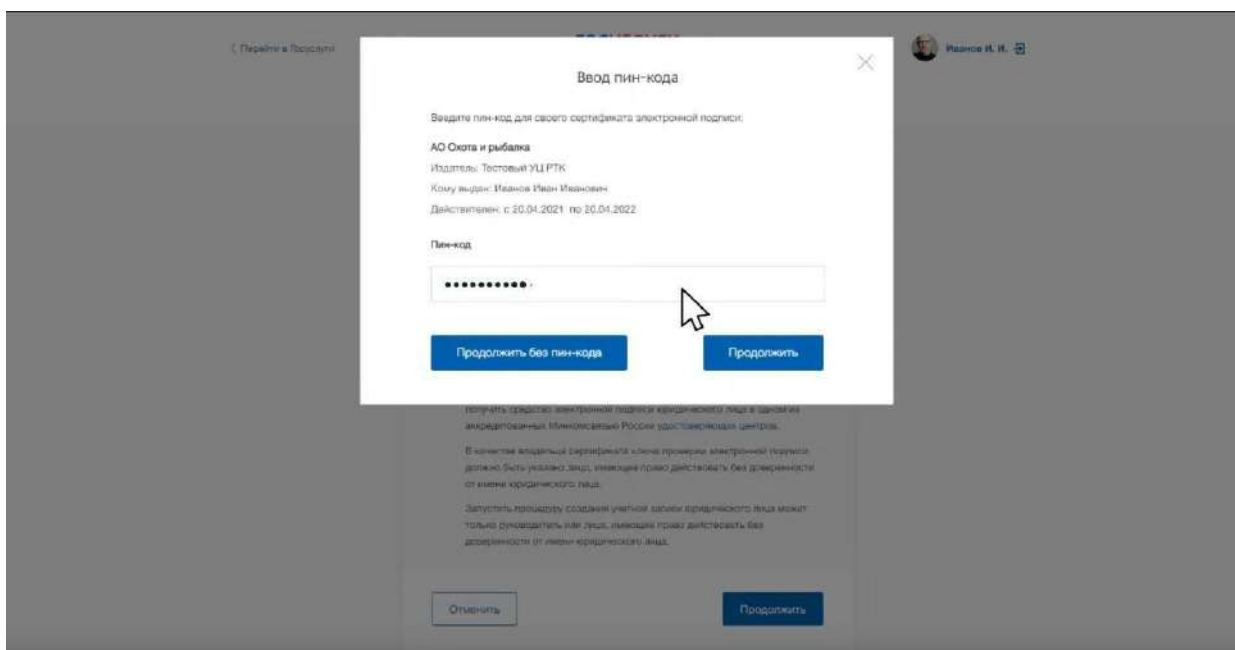 Перейти в Госуслуги
Иванов И. И.
Ввод пин-кода
Введите пин-код для своего сертификата электронной подписи:
АО Охота и рыбалка
Издатель: Тестовый УЦ РТК
Кому выдан: Иванов Иван Иванович
Действителен: с 20.04.2021 по 20.04.2022
Пин-код
Продолжить без пин-кода
Продолжить
получить средство электронной подписи юридического лица в одном из
аккредитованных Минкомсвязью России удостоверяющих центров.
В качестве владельца сертификата ключа проверки электронной подписи
должно быть указано лицо, имеющее право действовать без доверенности
от имени юридического лица.
Запустить процедуру создания учетной записи юридического лица может
только руководитель или лицо, имеющее право действовать без
доверенности от имени юридического лица.
Отменить
Продолжить